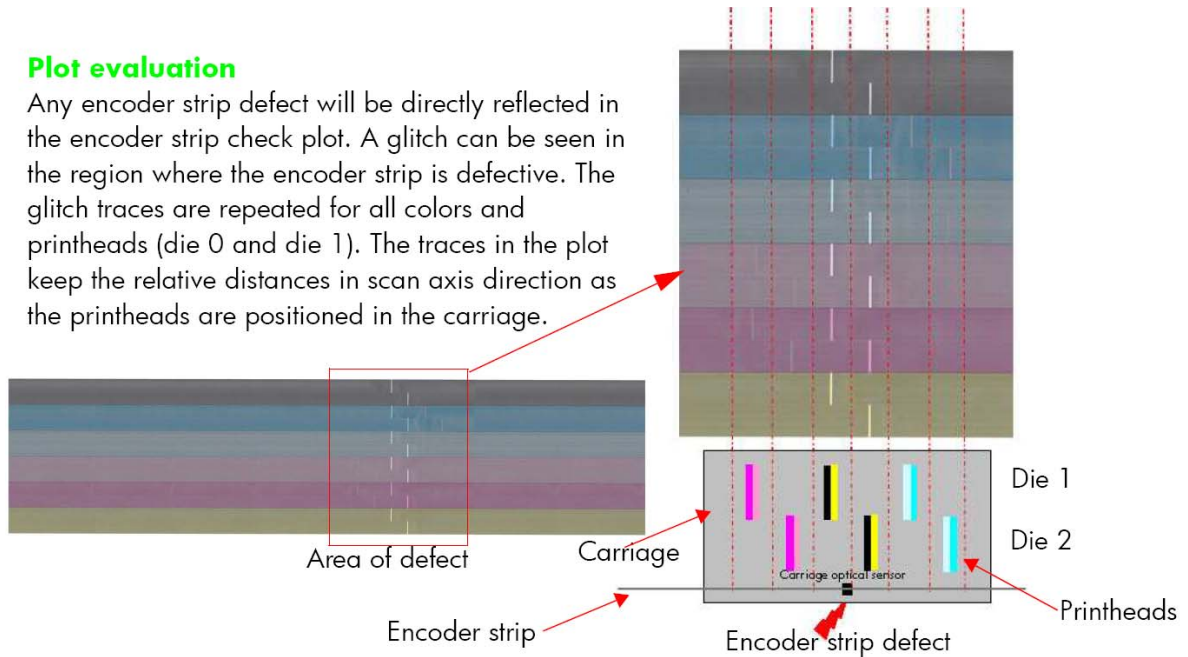 Plot evaluation
Any encoder strip defect will be directly reflected in
the encoder strip check plot. A glitch can be seen in
the region where the encoder strip is defective. The
glitch traces are repeated for all colors and
printheads (die 0 and die 1). The traces in the plot
keep the relative distances in scan axis direction as
the printheads are positioned in the carriage.
Area of defect
Die 1
Carriage
Die 2
Carriage optical sensor
Printheads
Encoder strip
Encoder strip defect